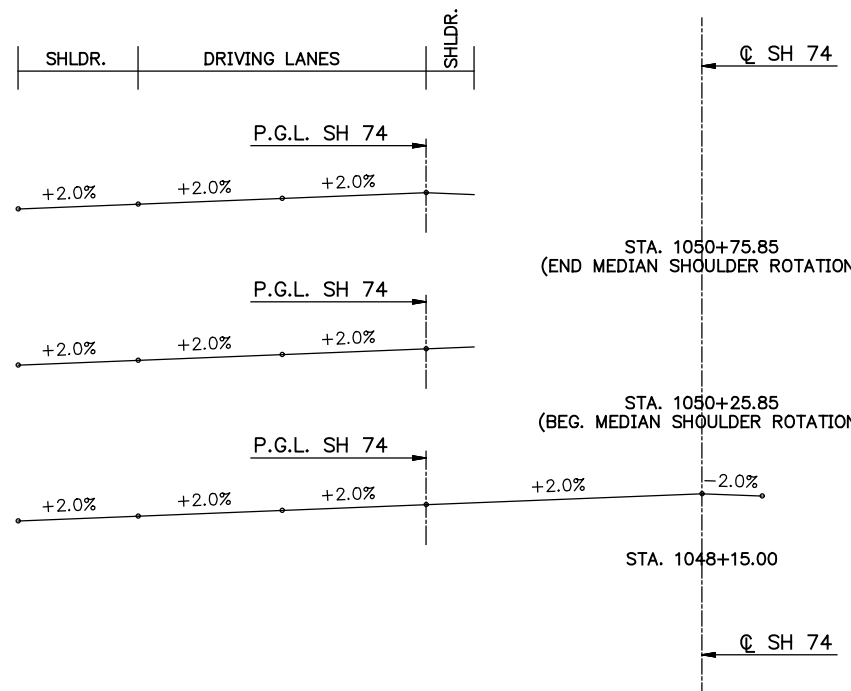 SHLDR.
DRIVING LANES
SHLDR.
℄ SH 74
P.G.L. SH 74
+2.0%
+2.0%
+2.0%
STA. 1050+75.85
(END MEDIAN SHOULDER ROTATION
P.G.L. SH 74
+2.0%
+2.0%
+2.0%
STA. 1050+25.85
(BEG. MEDIAN SHOULDER ROTATION
P.G.L. SH 74
+2.0%
+2.0%
+2.0%
+2.0%
-2.0%
STA. 1048+15.00
℄ SH 74